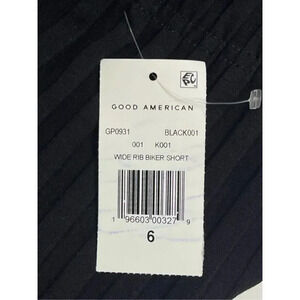 GOOD AMERICAN
GP0931 BLACK001
001 K001
WIDE RIB BIKER SHORT
1 96603 00327 9
6